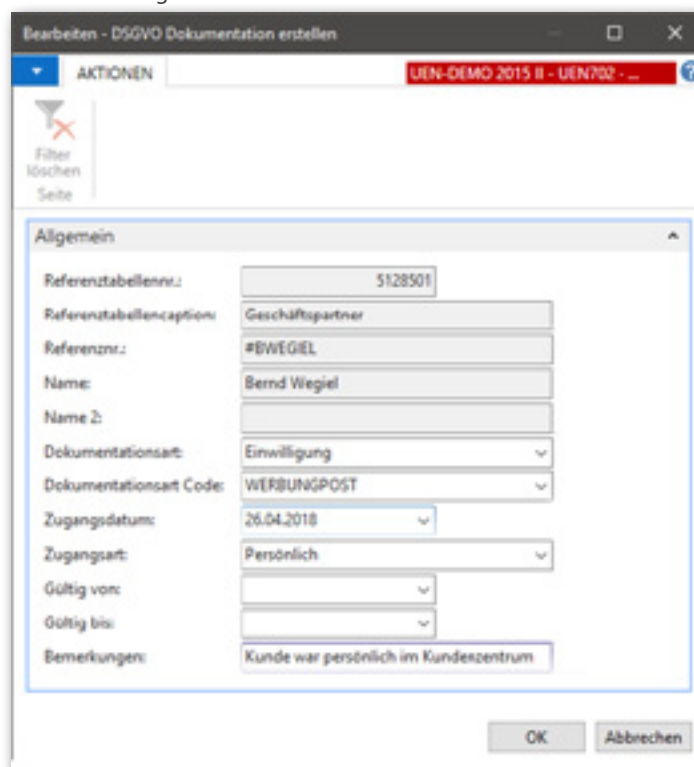 Bearbeiten - DSGVO Dokumentation erstellen
AKTIONEN
UEN-DEMO 2015 II - UEN702 - ...
?
Filter
löschen
Seite
Allgemein
Referenztabellennr.: 5128501
Referenztabellencaption: Geschäftspartner
Referenznr.: #BWEGIEL
Name: Bernd Wegiel
Name 2:
Dokumentationsart: Einwilligung
Dokumentationsart Code: WERBUNGPOST
Zugangsdatum: 26.04.2018
Zugangsart: Persönlich
Gültig von:
Gültig bis:
Bemerkungen: Kunde war persönlich im Kundenzentrum
OK Abbrechen